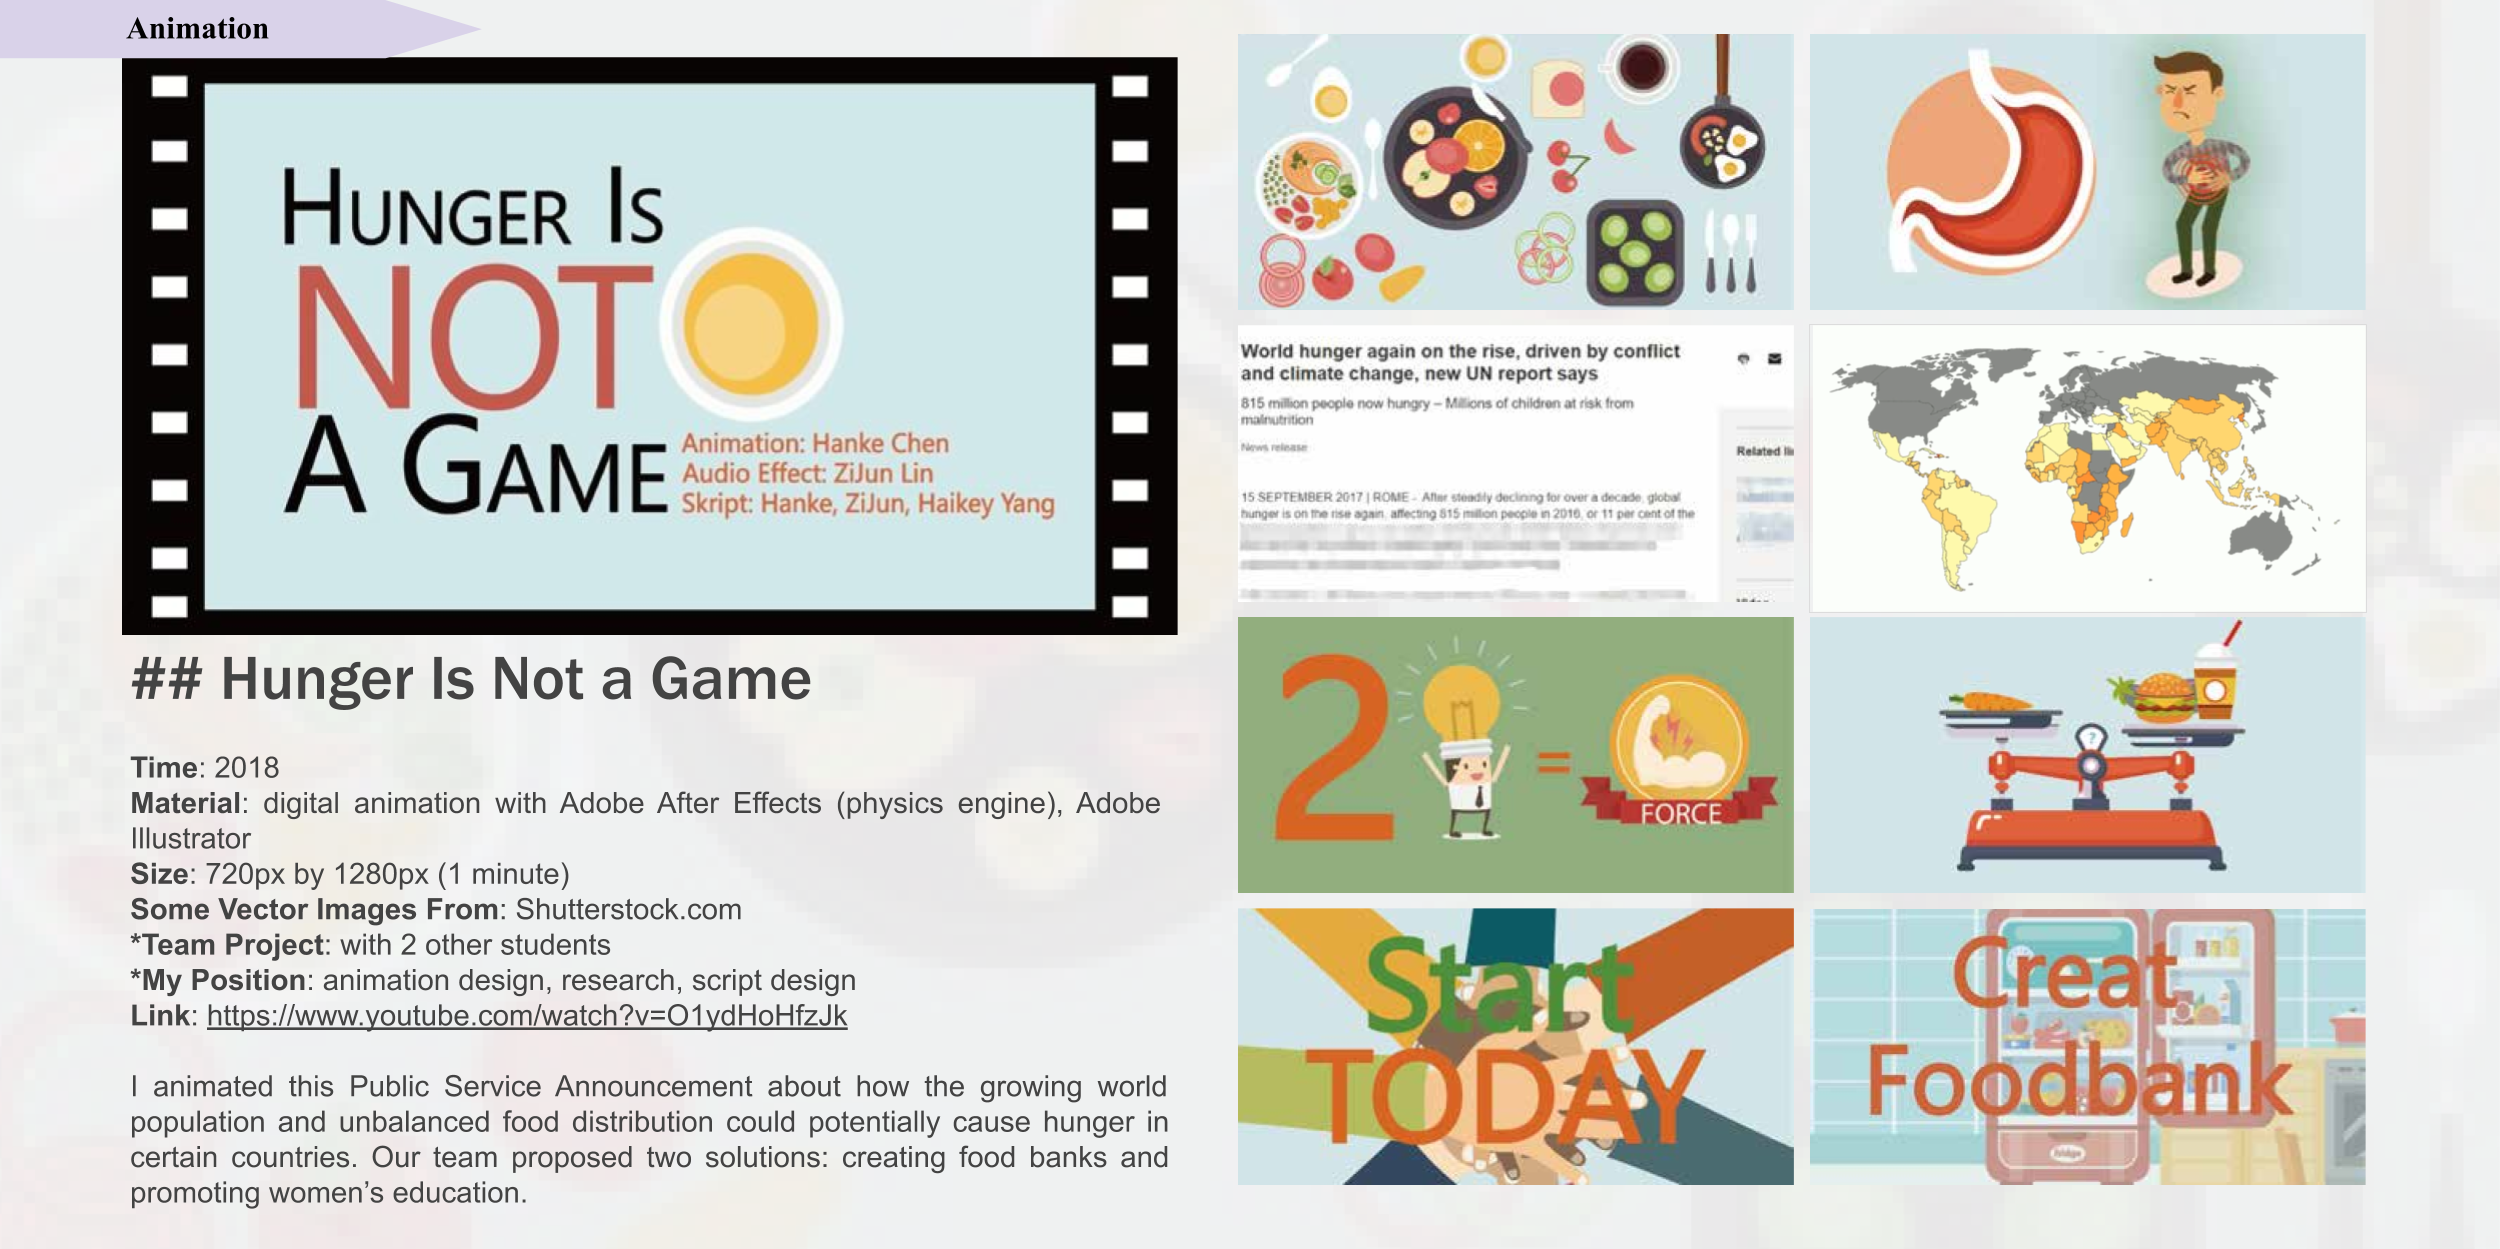 Animation
HUNGER IS
NOT
A GAME
Animation: Hanke Chen
Audio Effect: ZiJun Lin
Skript: Hanke, ZiJun, Haikey Yang
## Hunger Is Not a Game
Time: 2018
Material: digital animation with Adobe After Effects (physics engine), Adobe
Illustrator
Size: 720px by 1280px (1 minute)
Some Vector Images From: Shutterstock.com
*Team Project: with 2 other students
*My Position: animation design, research, script design
Link: https://www.youtube.com/watch?v=O1ydHoHfzJk
I animated this Public Service Announcement about how the growing world
population and unbalanced food distribution could potentially cause hunger in
certain countries. Our team proposed two solutions: creating food banks and
promoting women's education.
World hunger again on the rise, driven by conflict
and climate change, new UN report says
815 million people now hungry – Millions of children at risk from
malnutrition
News release
Related
15 SEPTEMBER 2017 | ROME - After steadily declining for over a decade, global
hunger is on the rise again, affecting 815 million people in 2016, or 11 per cent of the
2
=
FORCE
?
Start
TODAY
Creat
Foodbank